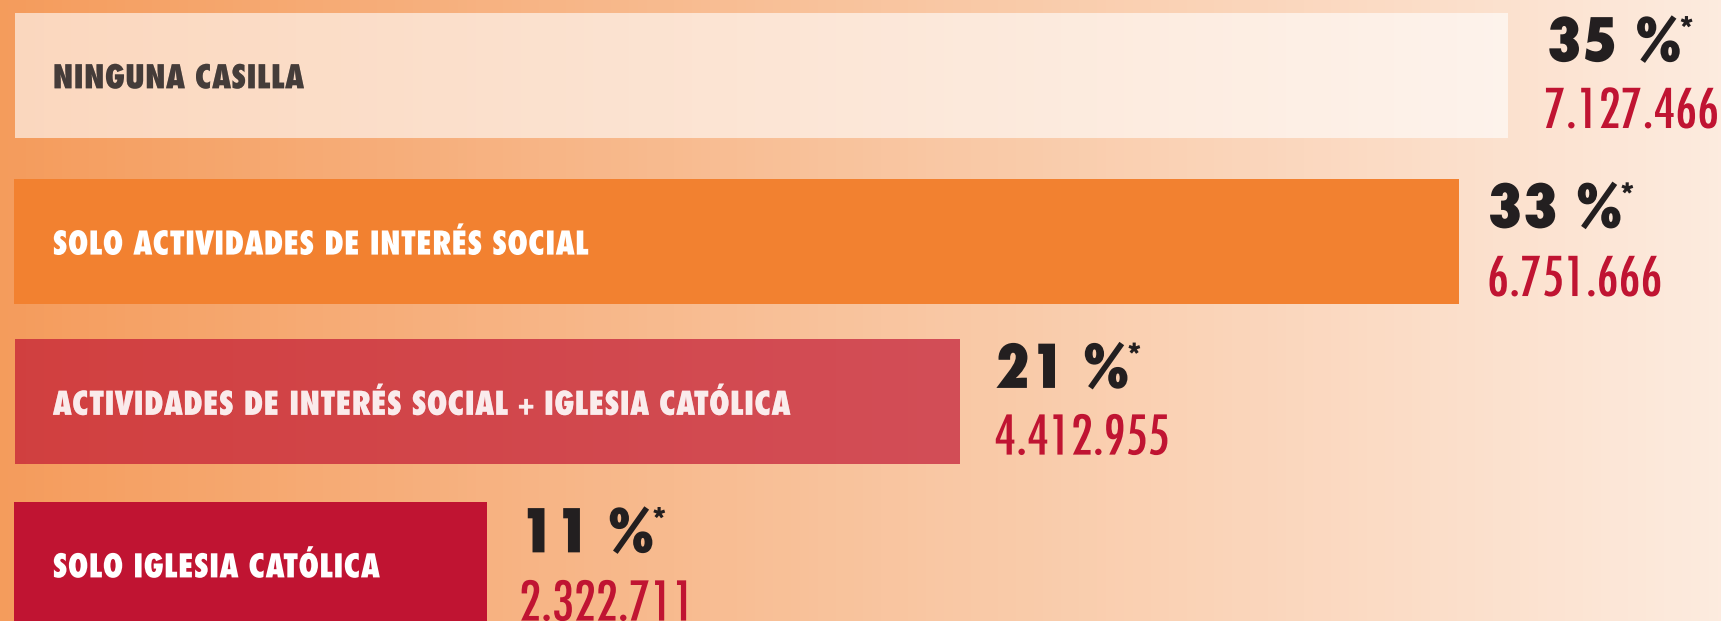 NINGUNA CASILLA
35 %*
7.127.466
SOLO ACTIVIDADES DE INTERÉS SOCIAL
33 %*
6.751.666
ACTIVIDADES DE INTERÉS SOCIAL + IGLESIA CATÓLICA
21 %*
4.412.955
SOLO IGLESIA CATÓLICA
11 %*
2.322.711